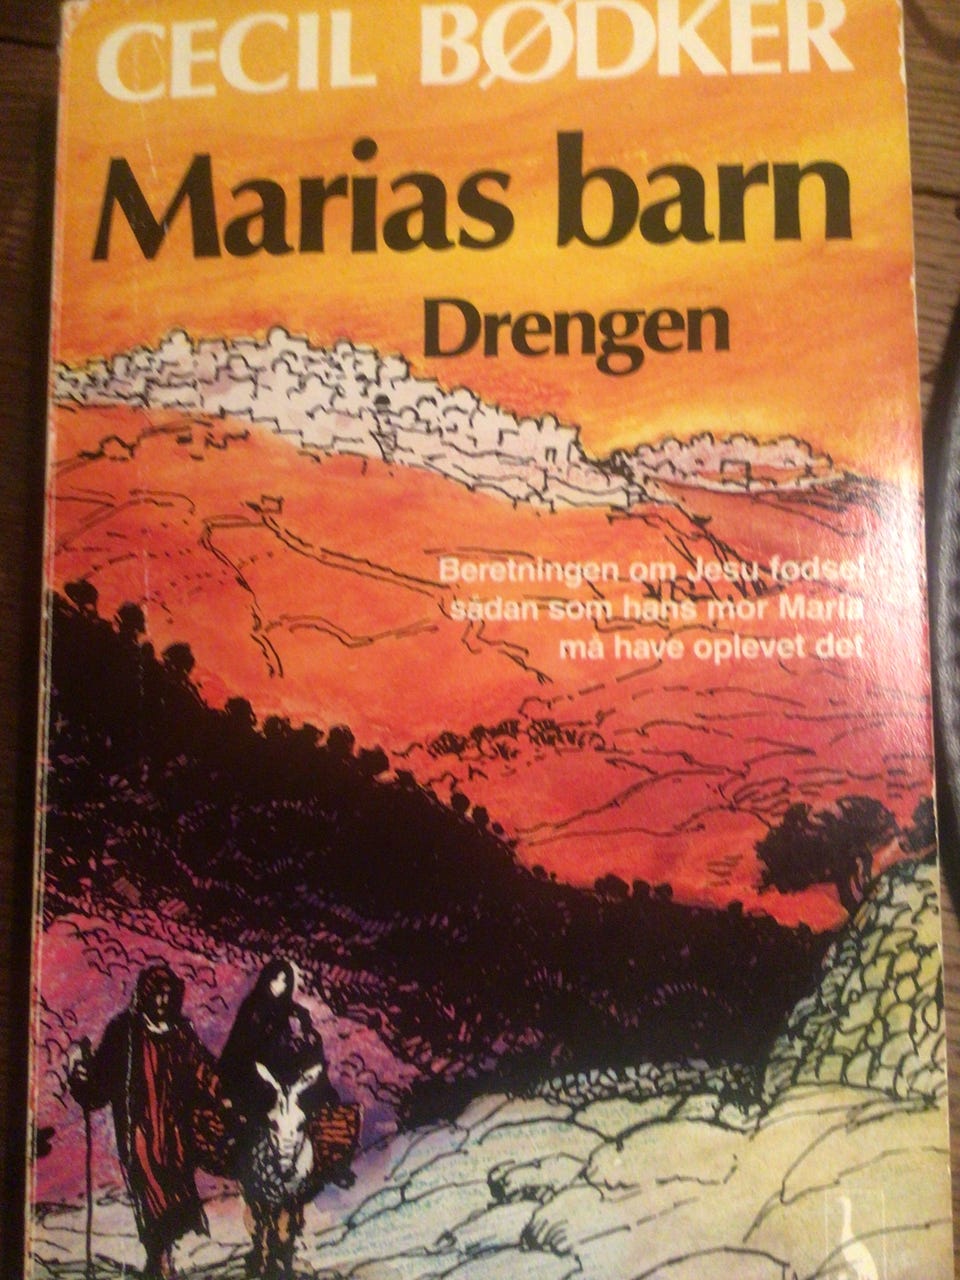 CECIL BØDKER
Marias barn
Drengen
Beretningen om Jesu fødsel
sådan som hans mor Maria
må have oplevet det